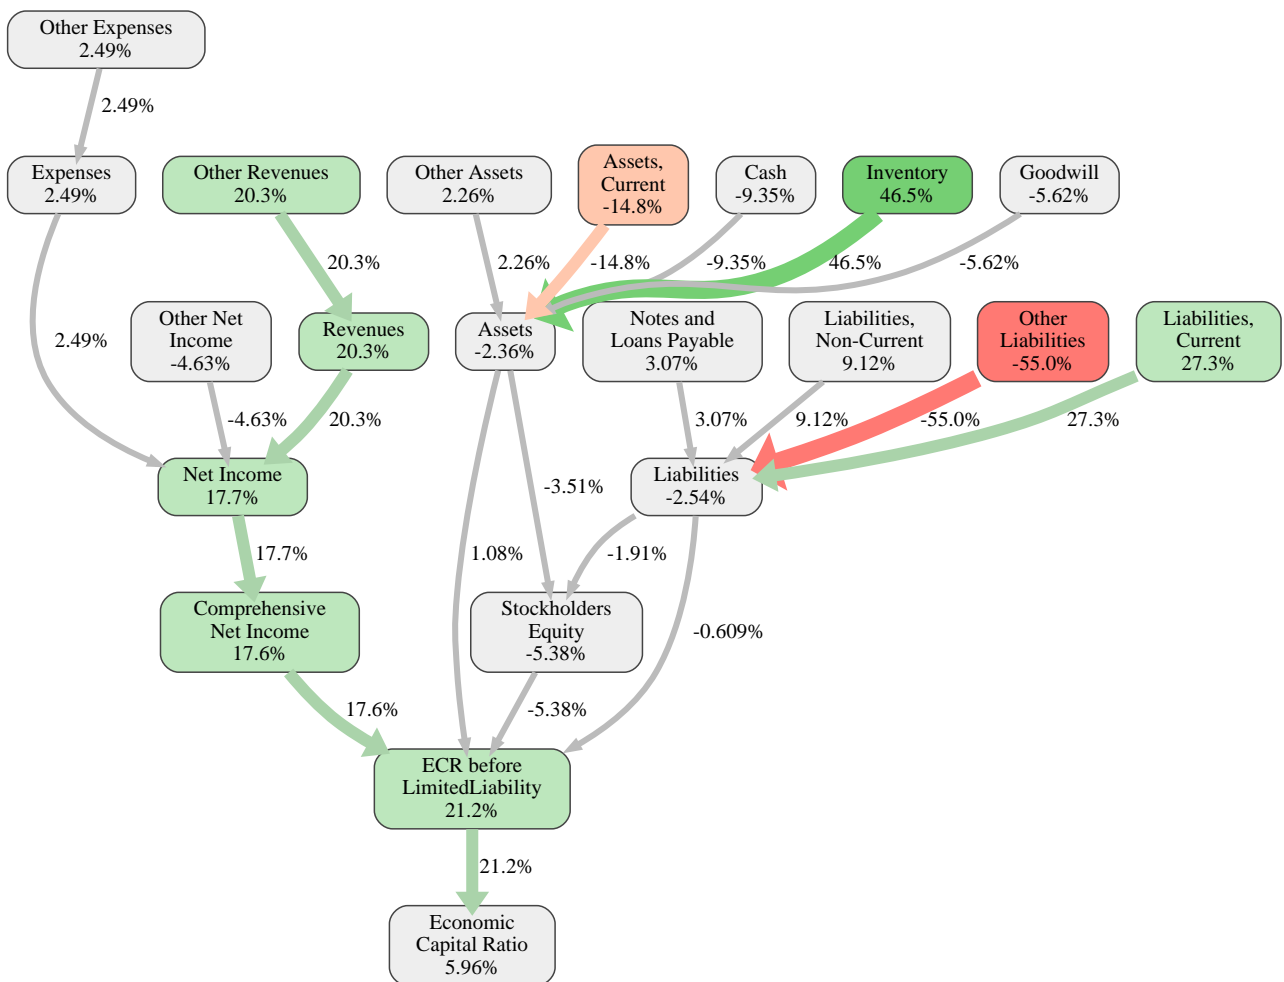 Other Expenses
2.49%
2.49%
Expenses
2.49%
Other Revenues
20.3%
Other Assets
2.26%
Assets,
Current
-14.8%
Cash
-9.35%
Inventory
46.5%
Goodwill
-5.62%
20.3%
2.26%
-14.8%
-9.35%
46.5%
-5.62%
2.49%
Other Net
Income
-4.63%
Revenues
20.3%
Assets
-2.36%
Notes and
Loans Payable
3.07%
Liabilities,
Non-Current
9.12%
Other
Liabilities
-55.0%
Liabilities,
Current
27.3%
-4.63%
20.3%
3.07%
9.12%
-55.0%
27.3%
Net Income
17.7%
-3.51%
Liabilities
-2.54%
17.7%
1.08%
-1.91%
Comprehensive
Net Income
17.6%
Stockholders
Equity
-5.38%
-0.609%
17.6%
-5.38%
ECR before
LimitedLiability
21.2%
21.2%
Economic
Capital Ratio
5.96%